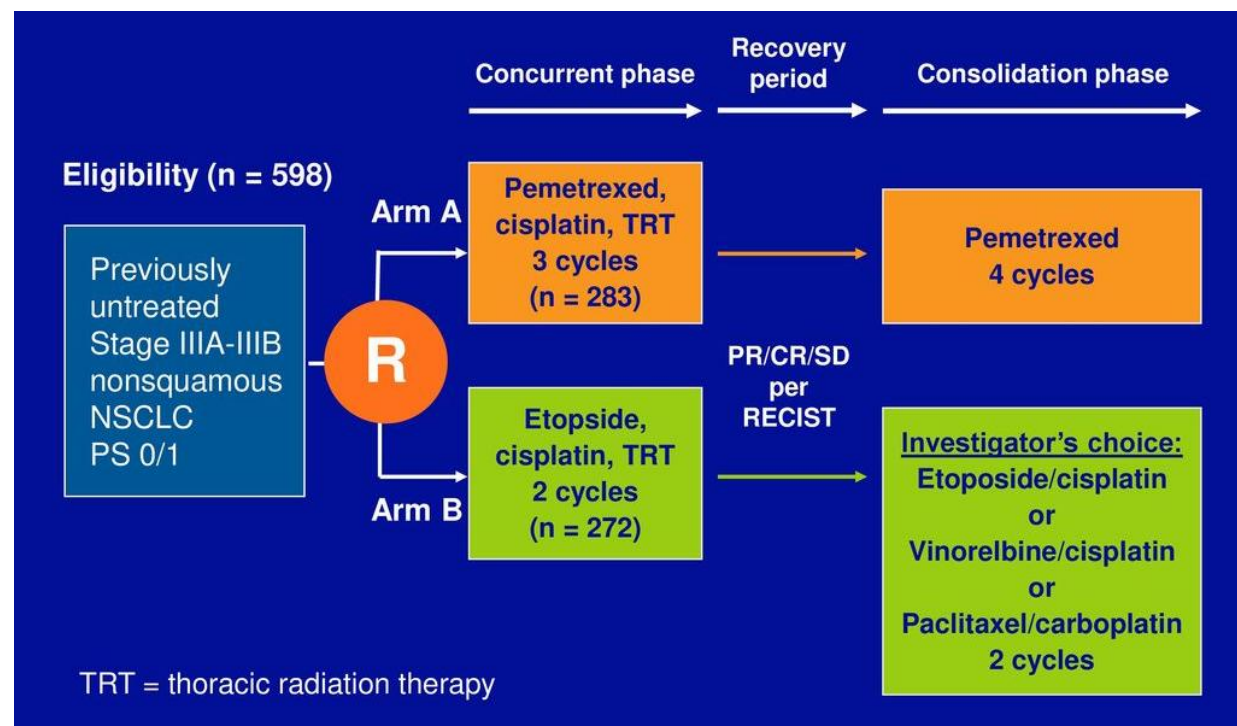 Concurrent phase
Recovery
period
Consolidation phase
Eligibility (n = 598)
Previously
untreated
Stage IIIA-IIIB
nonsquamous
NSCLC
PS 0/1
R
Arm A
Pemetrexed,
cisplatin, TRT
3 cycles
(n = 283)
Pemetrexed
4 cycles
Arm B
Etopside,
cisplatin, TRT
2 cycles
(n = 272)
PR/CR/SD
per
RECIST
Investigator's choice:
Etoposide/cisplatin
or
Vinorelbine/cisplatin
or
Paclitaxel/carboplatin
2 cycles
TRT = thoracic radiation therapy